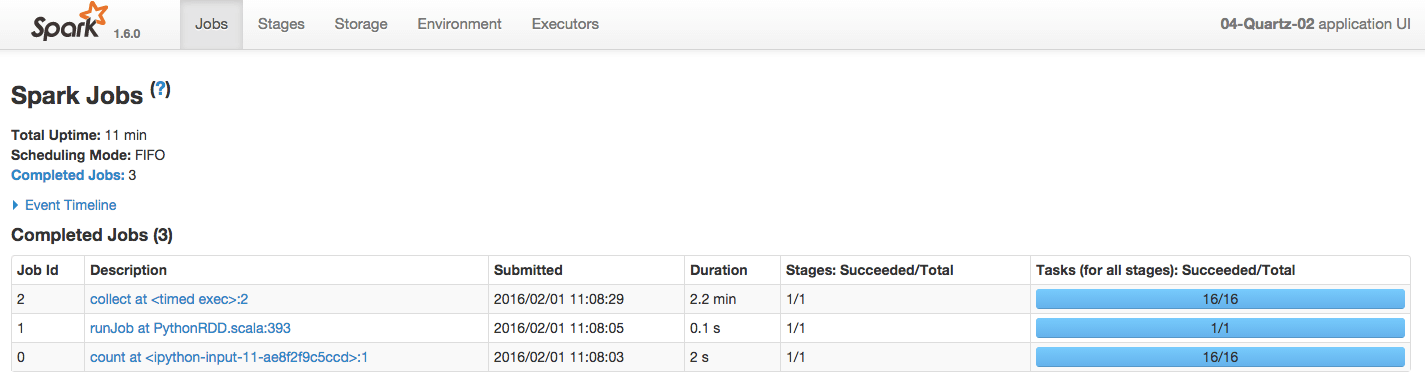 Spark 1.6.0 Jobs Stages Storage Environment Executors 04-Quartz-02 application UI
Spark Jobs (?)
Total Uptime: 11 min
Scheduling Mode: FIFO
Completed Jobs: 3
Event Timeline
Completed Jobs (3)
Job Id Description Submitted Duration Stages: Succeeded/Total Tasks (for all stages): Succeeded/Total
2 collect at <timed exec>:2 2016/02/01 11:08:29 2.2 min 1/1 16/16
1 runJob at PythonRDD.scala:393 2016/02/01 11:08:05 0.1 s 1/1 1/1
0 count at <ipython-input-11-ae8f2f9c5ccd>:1 2016/02/01 11:08:03 2 s 1/1 16/16